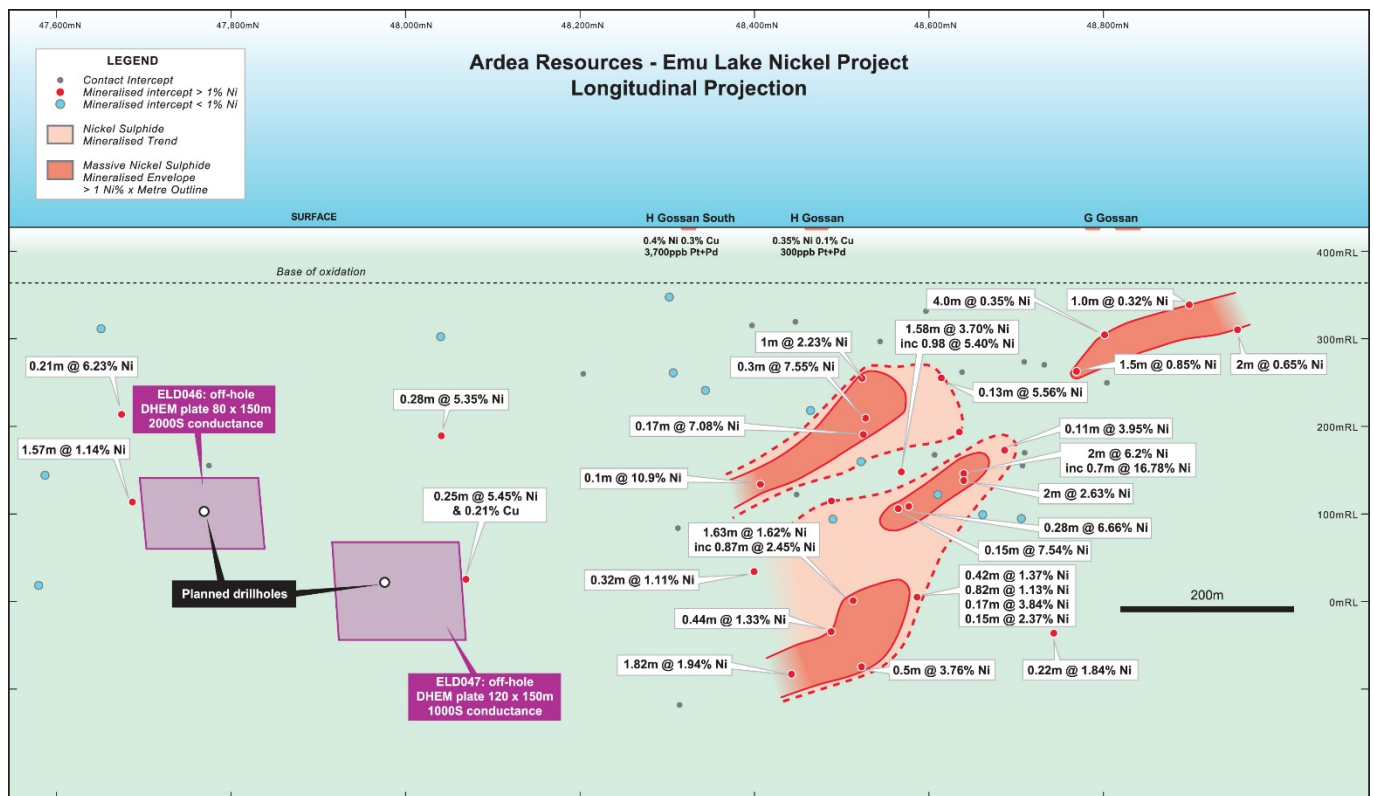 47,600mN
47,800mN
48,000mN
48,200mN
48,400mN
48,600mN
48,800mN
LEGEND
Contact Intercept
Mineralised intercept > 1% Ni
Mineralised intercept < 1% Ni
Nickel Sulphide
Mineralised Trend
Massive Nickel Sulphide
Mineralised Envelope
> 1 Ni% x Metre Outline
Ardea Resources - Emu Lake Nickel Project
Longitudinal Projection
SURFACE
H Gossan South
H Gossan
G Gossan
0.4% Ni 0.3% Cu
3,700ppb Pt+Pd
0.35% Ni 0.1% Cu
300ppb Pt+Pd
400mRL
Base of oxidation
4.0m @ 0.35% Ni
1.0m @ 0.32% Ni
1.58m @ 3.70% Ni
inc 0.98 @ 5.40% Ni
300mRL
1m @ 2.23% Ni
0.3m @ 7.55% Ni
0.21m @ 6.23% Ni
1.5m @ 0.85% Ni
2m @ 0.65% Ni
0.13m @ 5.56% Ni
ELD046: off-hole
DHEM plate 80 x 150m
2000S conductance
0.28m @ 5.35% Ni
0.17m @ 7.08% Ni
0.11m @ 3.95% Ni
200mRL
1.57m @ 1.14% Ni
2m @ 6.2% Ni
inc 0.7m @ 16.78% Ni
0.1m @ 10.9% Ni
2m @ 2.63% Ni
0.25m @ 5.45% Ni
& 0.21% Cu
100mRL
0.28m @ 6.66% Ni
1.63m @ 1.62% Ni
inc 0.87m @ 2.45% Ni
0.15m @ 7.54% Ni
0.32m @ 1.11% Ni
0.42m @ 1.37% Ni
0.82m @ 1.13% Ni
0.17m @ 3.84% Ni
0.15m @ 2.37% Ni
Planned drillholes
200m
0mRL
0.44m @ 1.33% Ni
1.82m @ 1.94% Ni
0.5m @ 3.76% Ni
0.22m @ 1.84% Ni
ELD047: off-hole
DHEM plate 120 x 150m
1000S conductance